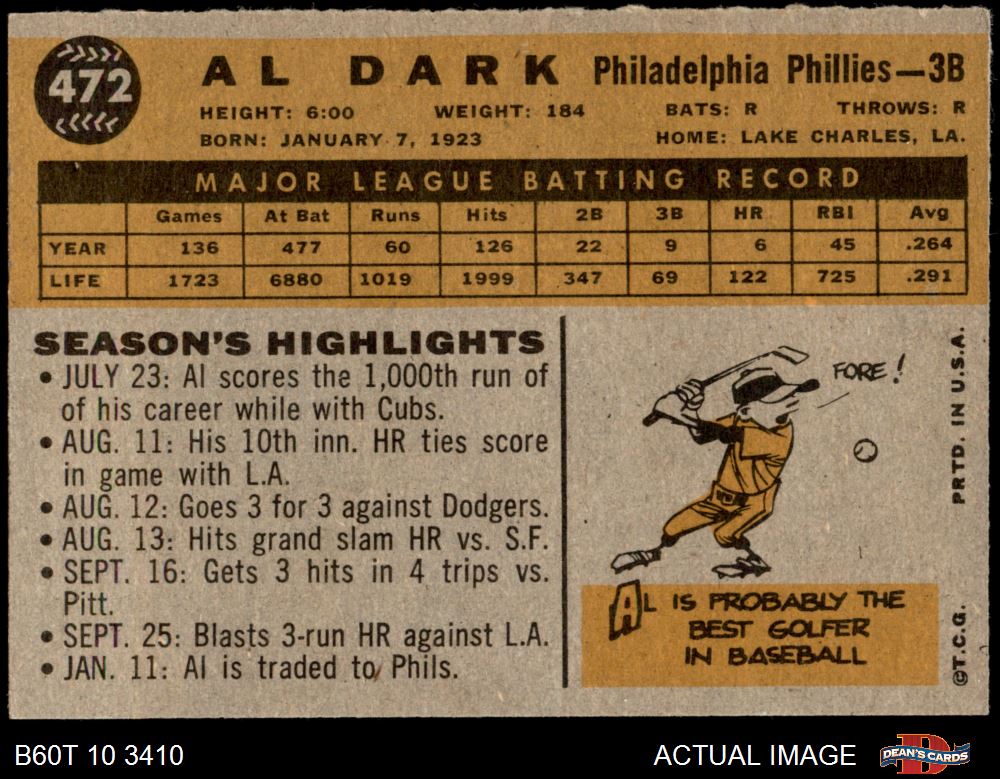 472
AL DARK Philadelphia Phillies—3B
HEIGHT: 6:00 WEIGHT: 184 BATS: R THROWS: R
BORN: JANUARY 7, 1923 HOME: LAKE CHARLES, LA.
MAJOR LEAGUE BATTING RECORD
Games At Bat Runs Hits 2B 3B HR RBI Avg
YEAR 136 477 60 126 22 9 6 45 .264
LIFE 1723 6880 1019 1999 347 69 122 725 .291
SEASON'S HIGHLIGHTS
• JULY 23: Al scores the 1,000th run of
of his career while with Cubs.
• AUG. 11: His 10th inn. HR ties score
in game with L.A.
• AUG. 12: Goes 3 for 3 against Dodgers.
• AUG. 13: Hits grand slam HR vs. S.F.
• SEPT. 16: Gets 3 hits in 4 trips vs.
Pitt.
• SEPT. 25: Blasts 3-run HR against L.A.
• JAN. 11: Al is traded to Phils.
FORE!
AL IS PROBABLY THE
BEST GOLFER
IN BASEBALL
©T.C.G. PRTD. IN U.S.A.
B60T 10 3410 ACTUAL IMAGE DEAN'S CARDS